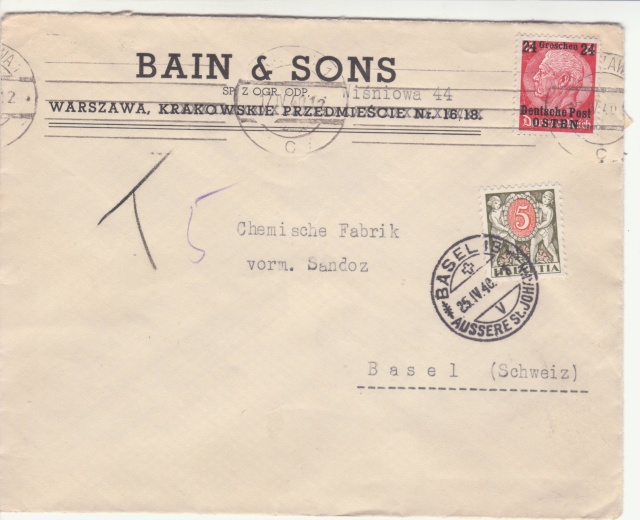 BAIN & SONS
SP. Z OGR. ODP. Wiśniowa 44
WARSZAWA, KRAKOWSKIE PRZEDMIEŚCIE Nr. 16/18.
24 Groschen 24
Deutsche Post
OSTEN
T 5
5
HELVETIA
Chemische Fabrik
vorm. Sandoz
BASEL
25.IV.40.
V
AUSSERE ST. JOHANN
Basel (Schweiz)